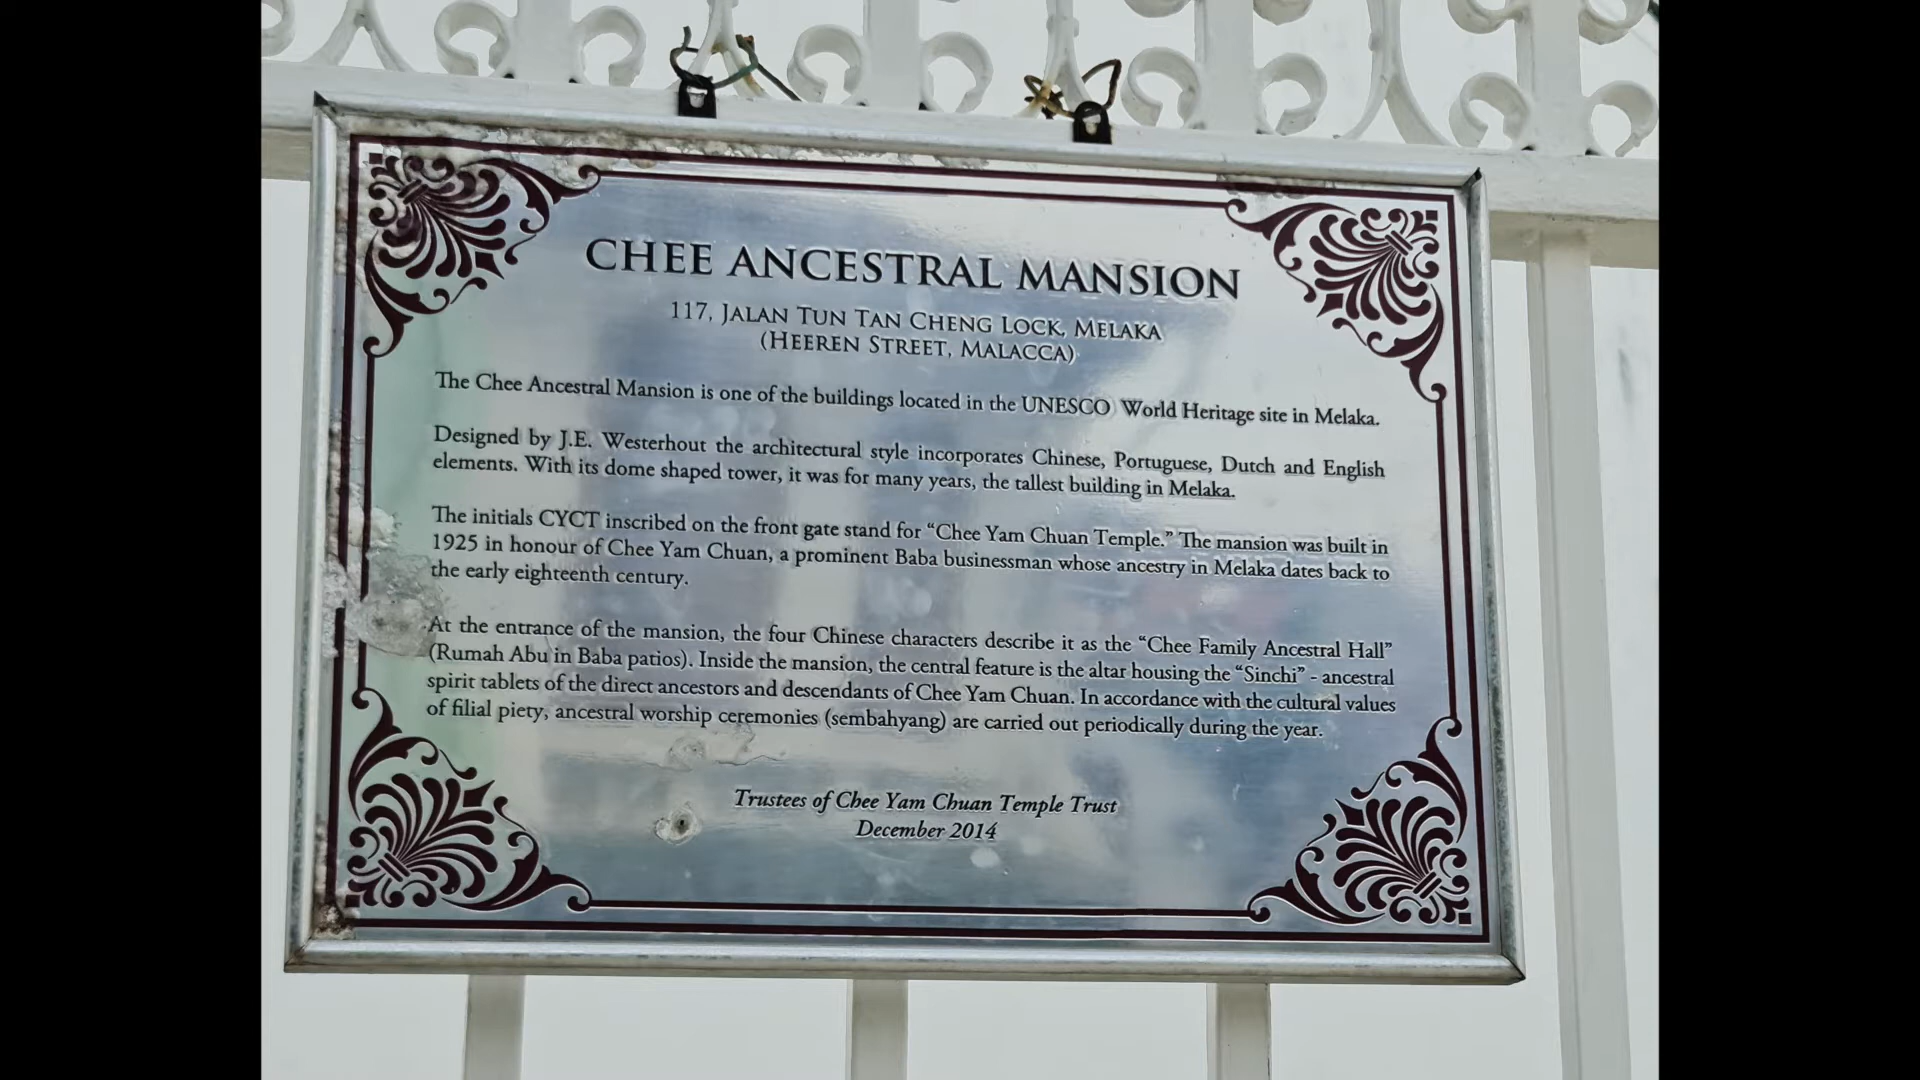 CHEE ANCESTRAL MANSION
117, JALAN TUN TAN CHENG LOCK, MELAKA
(HEEREN STREET, MALACCA)
The Chee Ancestral Mansion is one of the buildings located in the UNESCO World Heritage site in Melaka.
Designed by J.E. Westerhout the architectural style incorporates Chinese, Portuguese, Dutch and English
elements. With its dome shaped tower, it was for many years, the tallest building in Melaka.
The initials CYCT inscribed on the front gate stand for “Chee Yam Chuan Temple.” The mansion was built in
1925 in honour of Chee Yam Chuan, a prominent Baba businessman whose ancestry in Melaka dates back to
the early eighteenth century.
At the entrance of the mansion, the four Chinese characters describe it as the “Chee Family Ancestral Hall”
(Rumah Abu in Baba patios). Inside the mansion, the central feature is the altar housing the “Sinchi” - ancestral
spirit tablets of the direct ancestors and descendants of Chee Yam Chuan. In accordance with the cultural values
of filial piety, ancestral worship ceremonies (sembahyang) are carried out periodically during the year.
Trustees of Chee Yam Chuan Temple Trust
December 2014